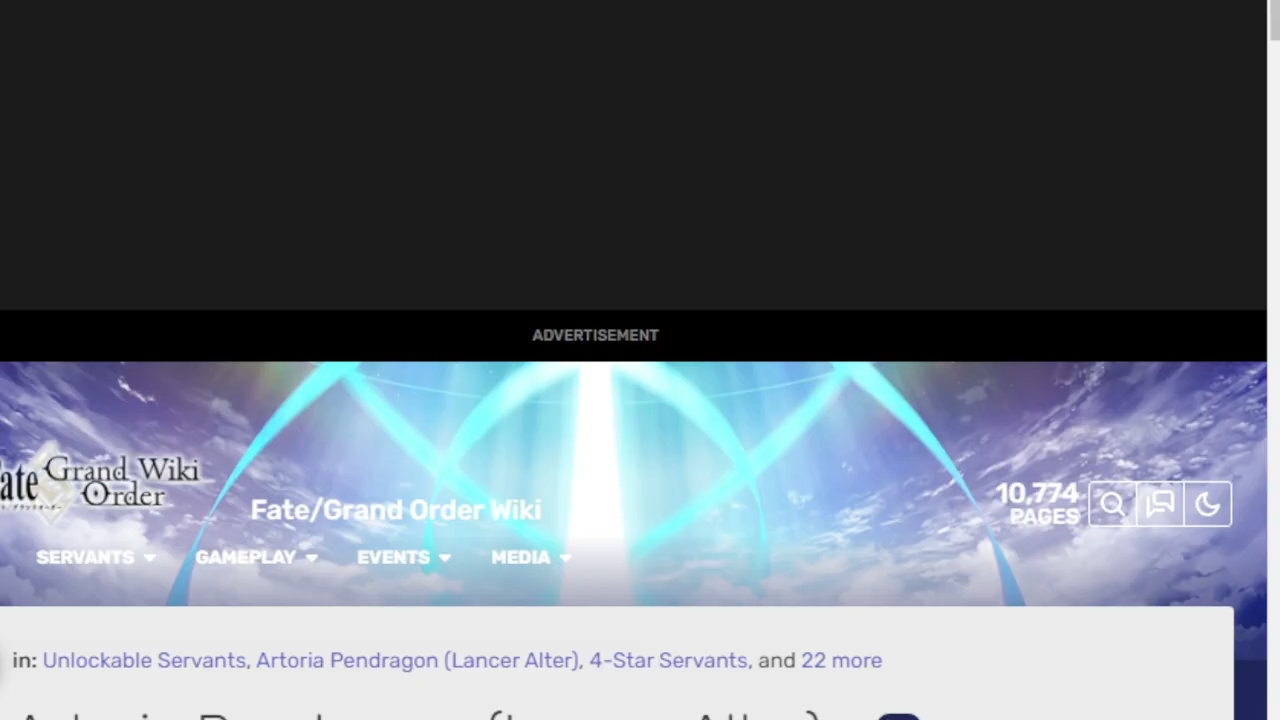 ADVERTISEMENT
Grand Wiki
Order
Fate/Grand Order Wiki
10,774
PAGES
SERVANTS GAMEPLAY EVENTS MEDIA
in: Unlockable Servants, Artoria Pendragon (Lancer Alter), 4-Star Servants, and 22 more